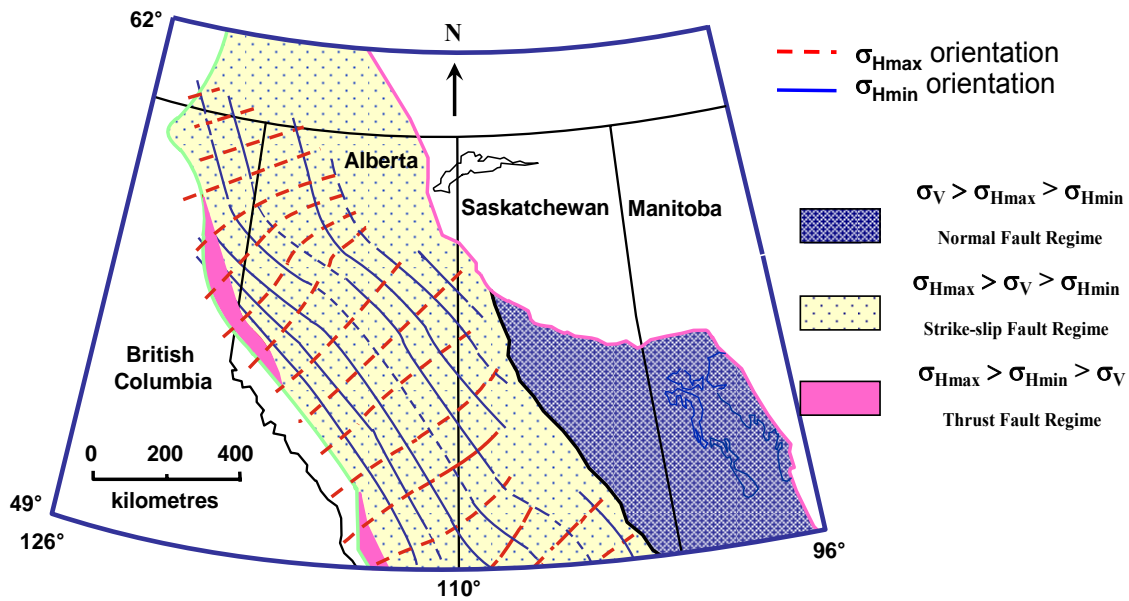 62°
N
σHmax orientation
σHmin orientation
Alberta
Saskatchewan
Manitoba
σV > σHmax > σHmin
Normal Fault Regime
σHmax > σV > σHmin
Strike-slip Fault Regime
British
Columbia
σHmax > σHmin > σV
Thrust Fault Regime
0 200 400
kilometres
49°
126°
110°
96°